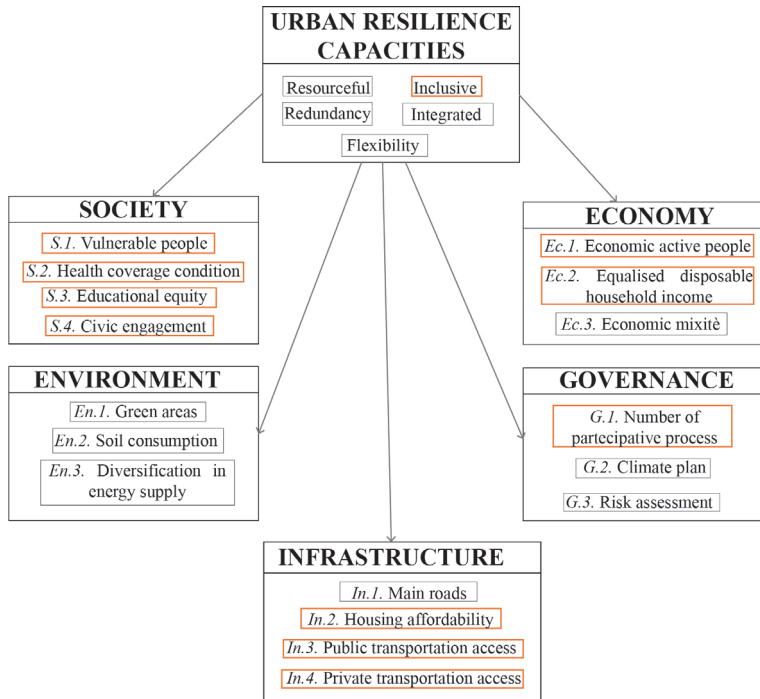 URBAN RESILIENCE
CAPACITIES
Resourceful
Inclusive
Redundancy
Integrated
Flexibility
SOCIETY
S.1. Vulnerable people
S.2. Health coverage condition
S.3. Educational equity
S.4. Civic engagement
ECONOMY
Ec.1. Economic active people
Ec.2. Equalised disposable
household income
Ec.3. Economic mixitè
ENVIRONMENT
En.1. Green areas
En.2. Soil consumption
En.3. Diversification in
energy supply
GOVERNANCE
G.1. Number of
partecipative process
G.2. Climate plan
G.3. Risk assessment
INFRASTRUCTURE
In.1. Main roads
In.2. Housing affordability
In.3. Public transportation access
In.4. Private transportation access